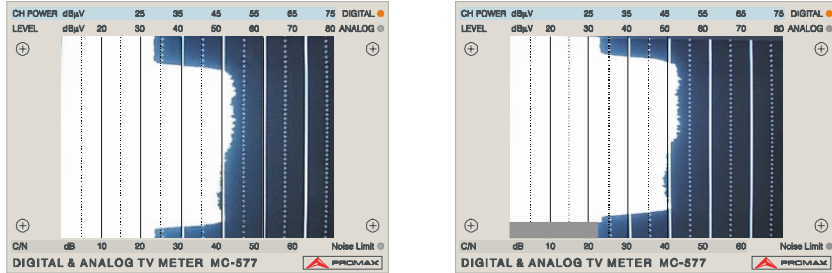 CH POWER dBµV 25 35 45 55 65 75 DIGITAL
LEVEL dBµV 20 30 40 50 60 70 80 ANALOG
C/N dB 10 20 30 40 50 60 Noise Limit
DIGITAL & ANALOG TV METER MC-577 PROMAX
CH POWER dBµV 25 35 45 55 65 75 DIGITAL
LEVEL dBµV 20 30 40 50 60 70 80 ANALOG
C/N dB 10 20 30 40 50 60 Noise Limit
DIGITAL & ANALOG TV METER MC-577 PROMAX